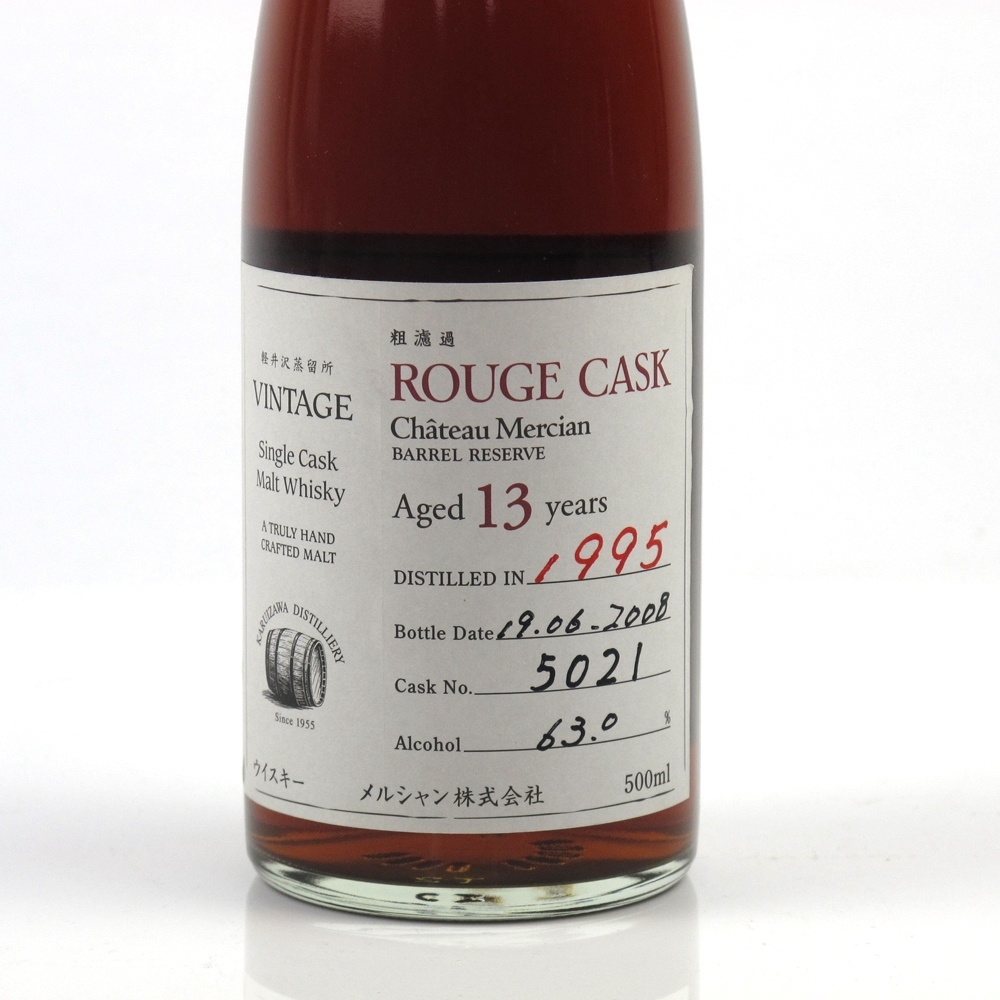 軽井沢蒸留所
VINTAGE
Single Cask
Malt Whisky
A TRULY HAND
CRAFTED MALT
KARUIZAWA DISTILLIERY
Since 1955
ウイスキー
粗濾過
ROUGE CASK
Château Mercian
BARREL RESERVE
Aged 13 years
DISTILLED IN 1995
Bottle Date 19.06-2008
Cask No. 5021
Alcohol 63.0 %
メルシャン株式会社
500ml